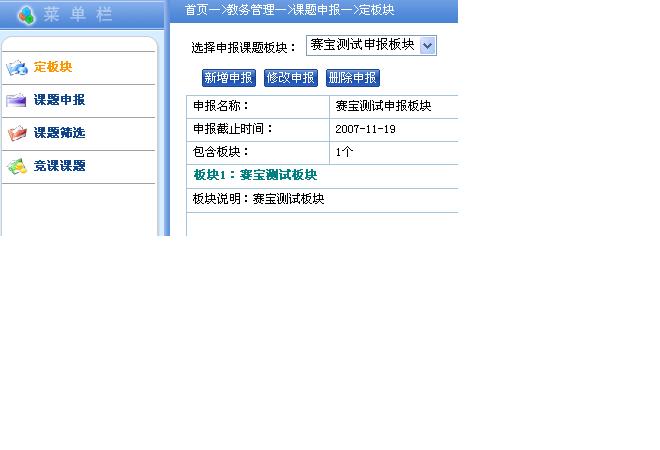 菜 单 栏
定板块
课题申报
课题筛选
竞课课题
首页一>教务管理一>课题申报一>定板块
选择申报课题板块： 赛宝测试申报板块
新增申报 修改申报 删除申报
申报名称： 赛宝测试申报板块
申报截止时间： 2007-11-19
包含板块： 1个
板块1：赛宝测试板块
板块说明：赛宝测试板块